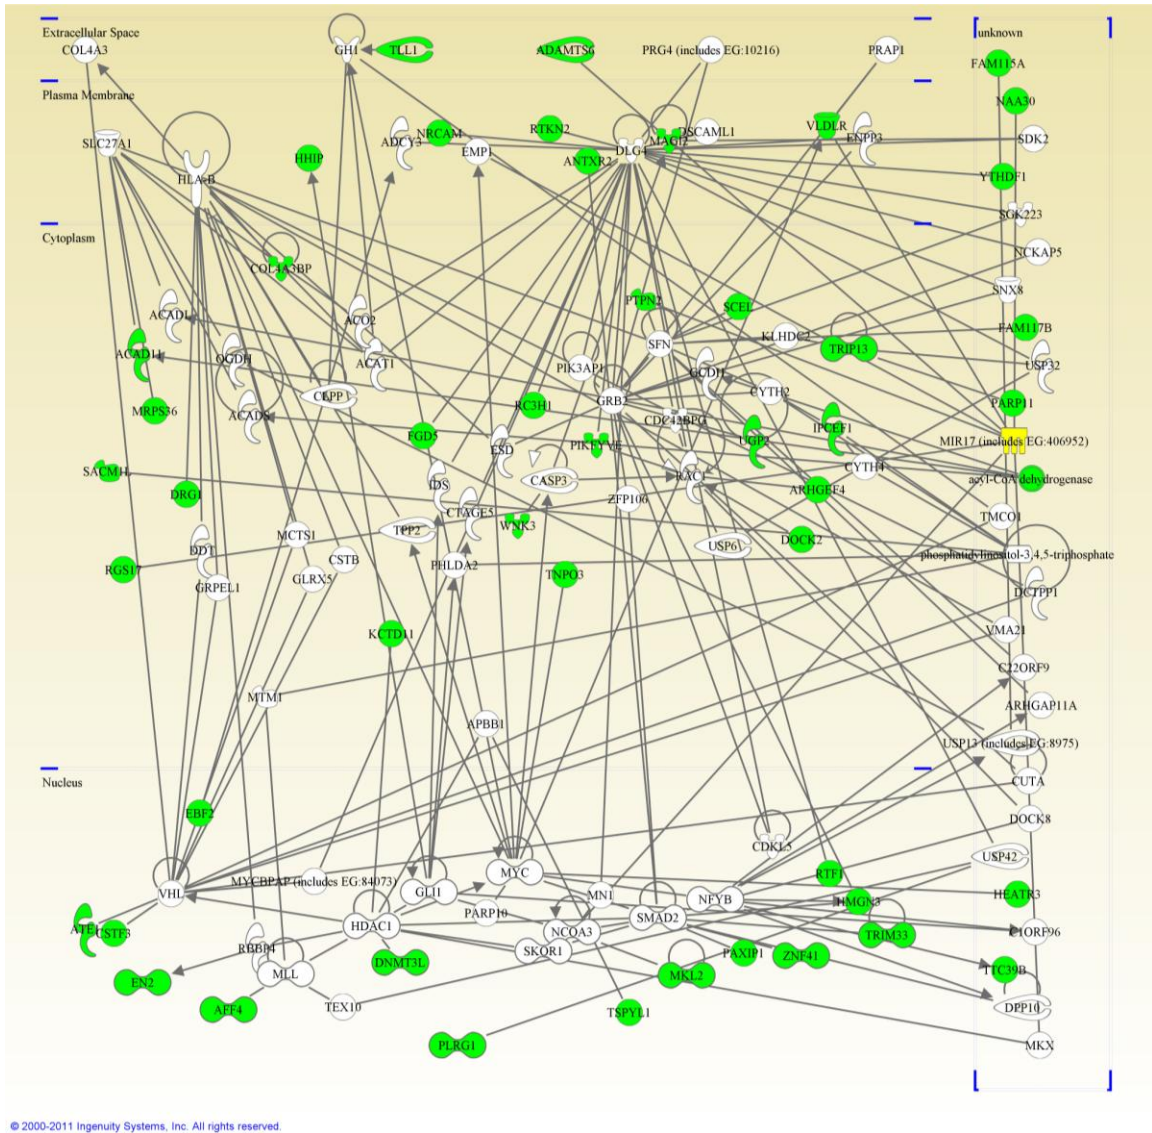 Extracellular Space
unknown
COL4A3
GH1
TLL1
ADAMTS6
PRG4 (includes EG:10216)
PRAP1
FAM115A
Plasma Membrane
NAA30
SLC27A1
ADCY3
NRCAM
EMP1
RTKN2
DLG4
MAGI2
DSCAML1
VLDLR
ENPP3
SDK2
HHIP
ANTXR2
HLA-B
YTHDF1
SGK223
Cytoplasm
NCKAP5
COL4A3BP
SNX8
PTPN2
SCEL
ACADL
ACO2
FAM117B
KLHDC2
SFN
TRIP13
ACAD11
OGDH
ACAT1
PIK3AP1
GCDH
USP32
CLPP
CYTH2
MRPS36
ACADS
RC3H1
GRB2
PARP11
CDC42BPG
IPCEF1
FGD5
ESD
PIKFYVE
UGP2
MIR17 (includes EG:406952)
SACM1L
IDS
CASP3
RAC1
CYTH4
acyl-CoA dehydrogenase
DRG1
ARHGEF4
CTAGE5
ZFP106
TMCO1
WNK3
MCTS1
TPP2
USP6
DOCK2
DDT
CSTB
phosphatidylinositol-3,4,5-triphosphate
RGS17
GRPEL1
GLRX5
PHLDA2
TNPO3
DCTPP1
KCTD11
VMA21
C22ORF9
MTM1
ARHGAP11A
APBB1
USP13 (includes EG:8975)
Nucleus
CUTA
EBF2
DOCK8
CDKL5
USP42
MYC
RTF1
VHL
MYCBPAP (includes EG:84073)
GLI1
MN1
NFYB
HEATR3
HMGN3
PARP10
SMAD2
ATE1
CSTF3
HDAC1
NCOA3
TRIM33
C1ORF96
RBBP4
SKOR1
PAXIP1
ZNF41
DNMT3L
MLL
MKL2
TTC39B
EN2
AFF4
TEX10
TSPYL1
DPP10
PLRG1
MKX
© 2000-2011 Ingenuity Systems, Inc. All rights reserved.